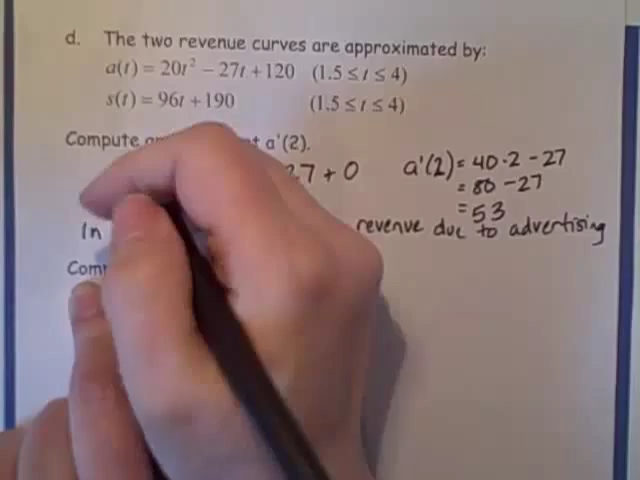 d. The two revenue curves are approximated by:
a(t) = 20t² − 27t + 120 (1.5 ≤ t ≤ 4)
s(t) = 96t + 190 (1.5 ≤ t ≤ 4)
Compute a'(2).
27 + 0
a'(2) = 40·2 − 27
= 80 − 27
= 53
In revenue due to advertising